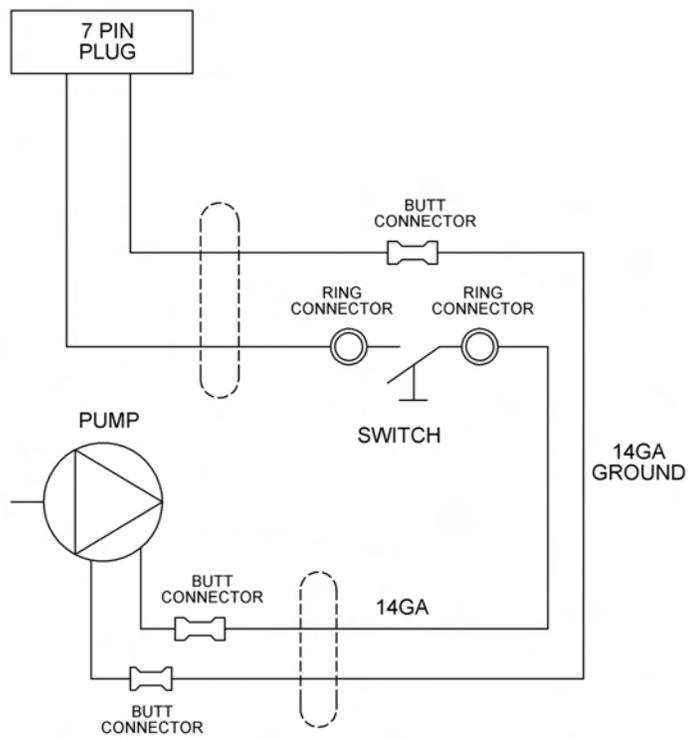 7 PIN
PLUG
BUTT
CONNECTOR
RING
CONNECTOR
RING
CONNECTOR
SWITCH
PUMP
14GA
GROUND
BUTT
CONNECTOR
14GA
BUTT
CONNECTOR